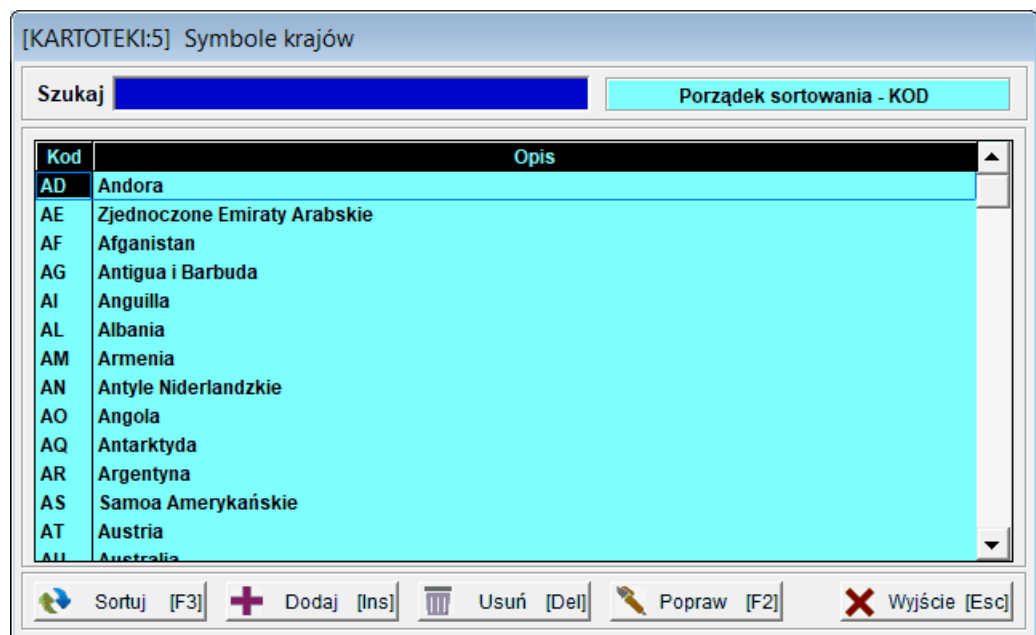 [KARTOTEKI:5] Symbole krajów
Szukaj Porządek sortowania - KOD
Kod Opis
AD Andora
AE Zjednoczone Emiraty Arabskie
AF Afganistan
AG Antigua i Barbuda
AI Anguilla
AL Albania
AM Armenia
AN Antyle Niderlandzkie
AO Angola
AQ Antarktyda
AR Argentyna
AS Samoa Amerykańskie
AT Austria
AU Australia
Sortuj [F3] Dodaj [Ins] Usuń [Del] Popraw [F2] Wyjście [Esc]